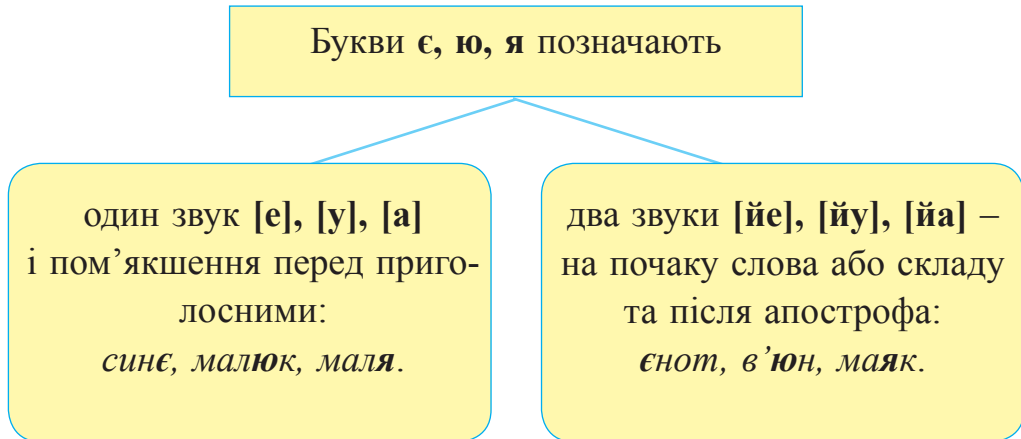 Букви є, ю, я позначають
один звук [е], [у], [а]
і пом’якшення перед приго-
лосними:
синє, малюк, маля.
два звуки [йе], [йу], [йа] –
на почаку слова або складу
та після апострофа:
єнот, в’юн, маяк.